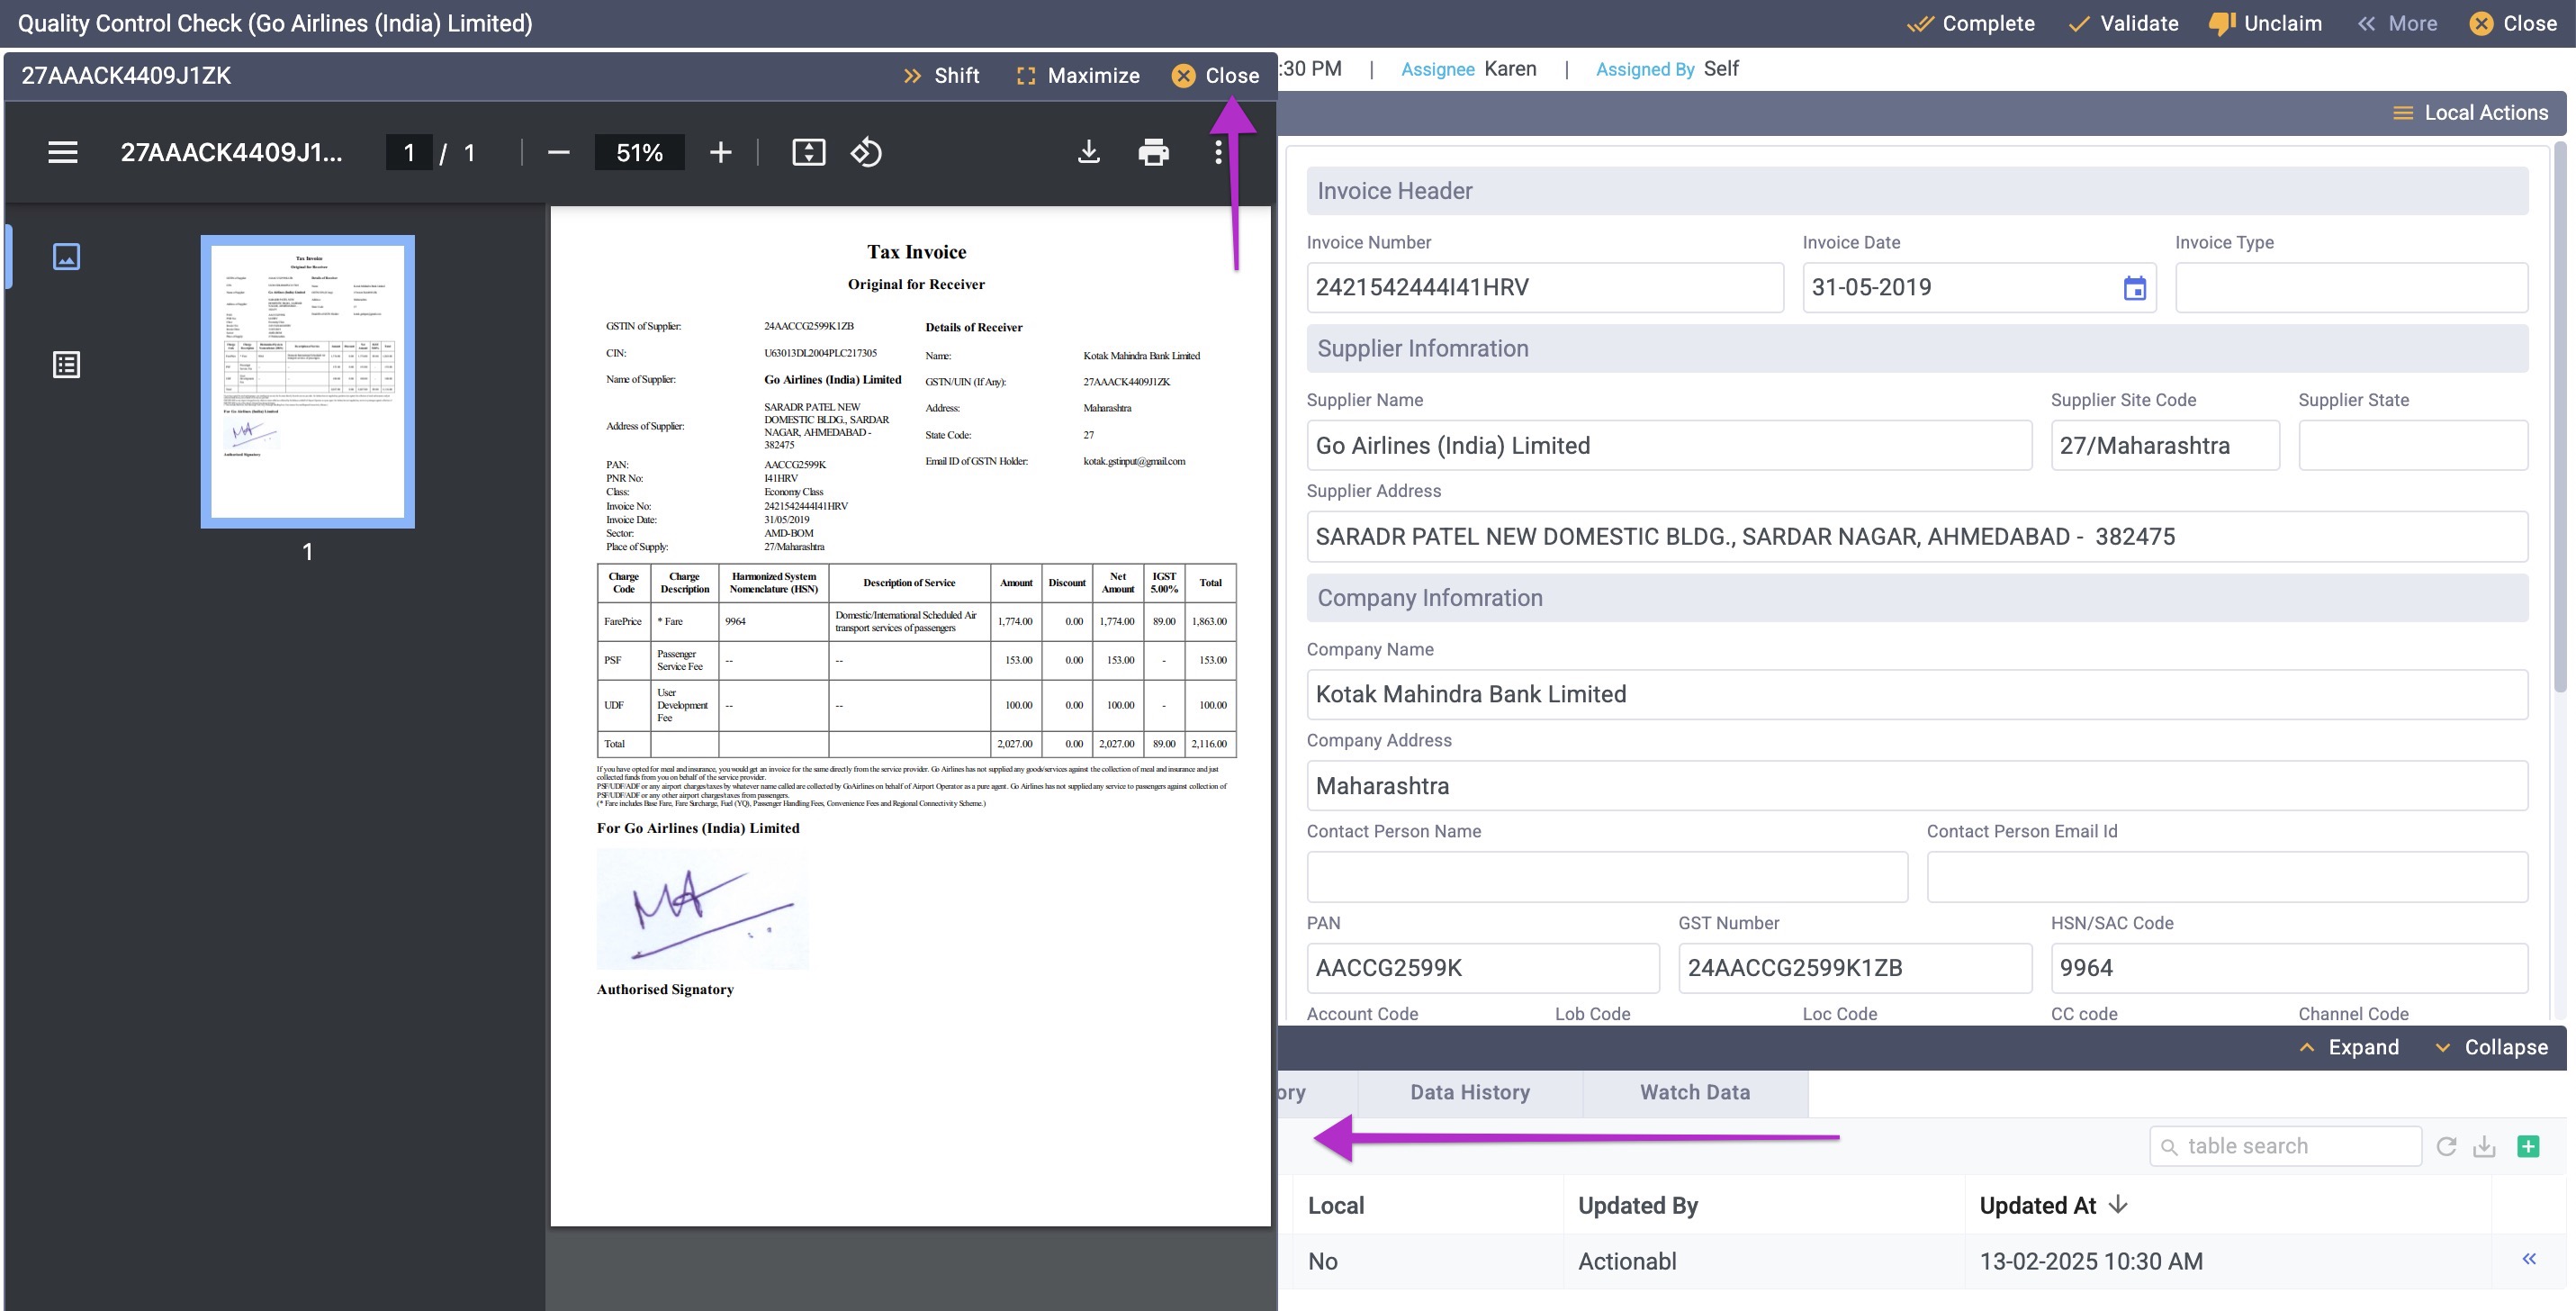 Quality Control Check (Go Airlines (India) Limited)
Complete
Validate
Unclaim
More
Close
27AAACK4409J1ZK
Shift
Maximize
Close
:30 PM | Assignee Karen | Assigned By Self
Local Actions
27AAACK4409J1...
1 / 1
51%
1
Tax Invoice
Original for Receiver
GSTIN of Supplier: 24AACCG2599K1ZB
CIN: U63013DL2004PLC217305
Name of Supplier: Go Airlines (India) Limited
Address of Supplier:
SARADR PATEL NEW
DOMESTIC BLDG., SARDAR
NAGAR, AHMEDABAD -
382475
PAN: AACCG2599K
PNR No: I41HRV
Class: Economy Class
Invoice No: 2421542444I41HRV
Invoice Date: 31/05/2019
Sector: AMD-BOM
Place of Supply: 27/Maharashtra
Details of Receiver
Name: Kotak Mahindra Bank Limited
GSTN/UIN (If Any): 27AAACK4409J1ZK
Address: Maharashtra
State Code: 27
Email ID of GSTN Holder: kotak.gstinput@gmail.com
Charge Code Charge Description Harmonized System Nomenclature (HSN) Description of Service Amount Discount Net Amount IGST 5.00% Total
FarePrice * Fare 9964 Domestic/International Scheduled Air transport services of passengers 1,774.00 0.00 1,774.00 89.00 1,863.00
PSF Passenger Service Fee -- -- 153.00 0.00 153.00 - 153.00
UDF User Development Fee -- -- 100.00 0.00 100.00 - 100.00
Total 2,027.00 0.00 2,027.00 89.00 2,116.00
If you have opted for meal and insurance, you would get an invoice for the same directly from the service provider. Go Airlines has not supplied any goods/services against the collection of meal and insurance and just
collected funds from you on behalf of the service provider.
PSF/UDF/ADF or any airport charges/taxes by whatever name called are collected by GoAirlines on behalf of Airport Operator as a pure agent. Go Airlines has not supplied any service to passengers against collection of
PSF/UDF/ADF or any other airport charges/taxes from passengers.
(* Fare includes Base Fare, Fare Surcharge, Fuel (YQ), Passenger Handling Fees, Convenience Fees and Regional Connectivity Scheme.)
For Go Airlines (India) Limited
Authorised Signatory
Invoice Header
Invoice Number Invoice Date Invoice Type
2421542444I41HRV 31-05-2019
Supplier Infomration
Supplier Name Supplier Site Code Supplier State
Go Airlines (India) Limited 27/Maharashtra
Supplier Address
SARADR PATEL NEW DOMESTIC BLDG., SARDAR NAGAR, AHMEDABAD - 382475
Company Infomration
Company Name
Kotak Mahindra Bank Limited
Company Address
Maharashtra
Contact Person Name Contact Person Email Id
PAN GST Number HSN/SAC Code
AACCG2599K 24AACCG2599K1ZB 9964
Account Code Lob Code Loc Code CC code Channel Code
Expand Collapse
ory Data History Watch Data
table search
Local Updated By Updated At
No Actionabl 13-02-2025 10:30 AM